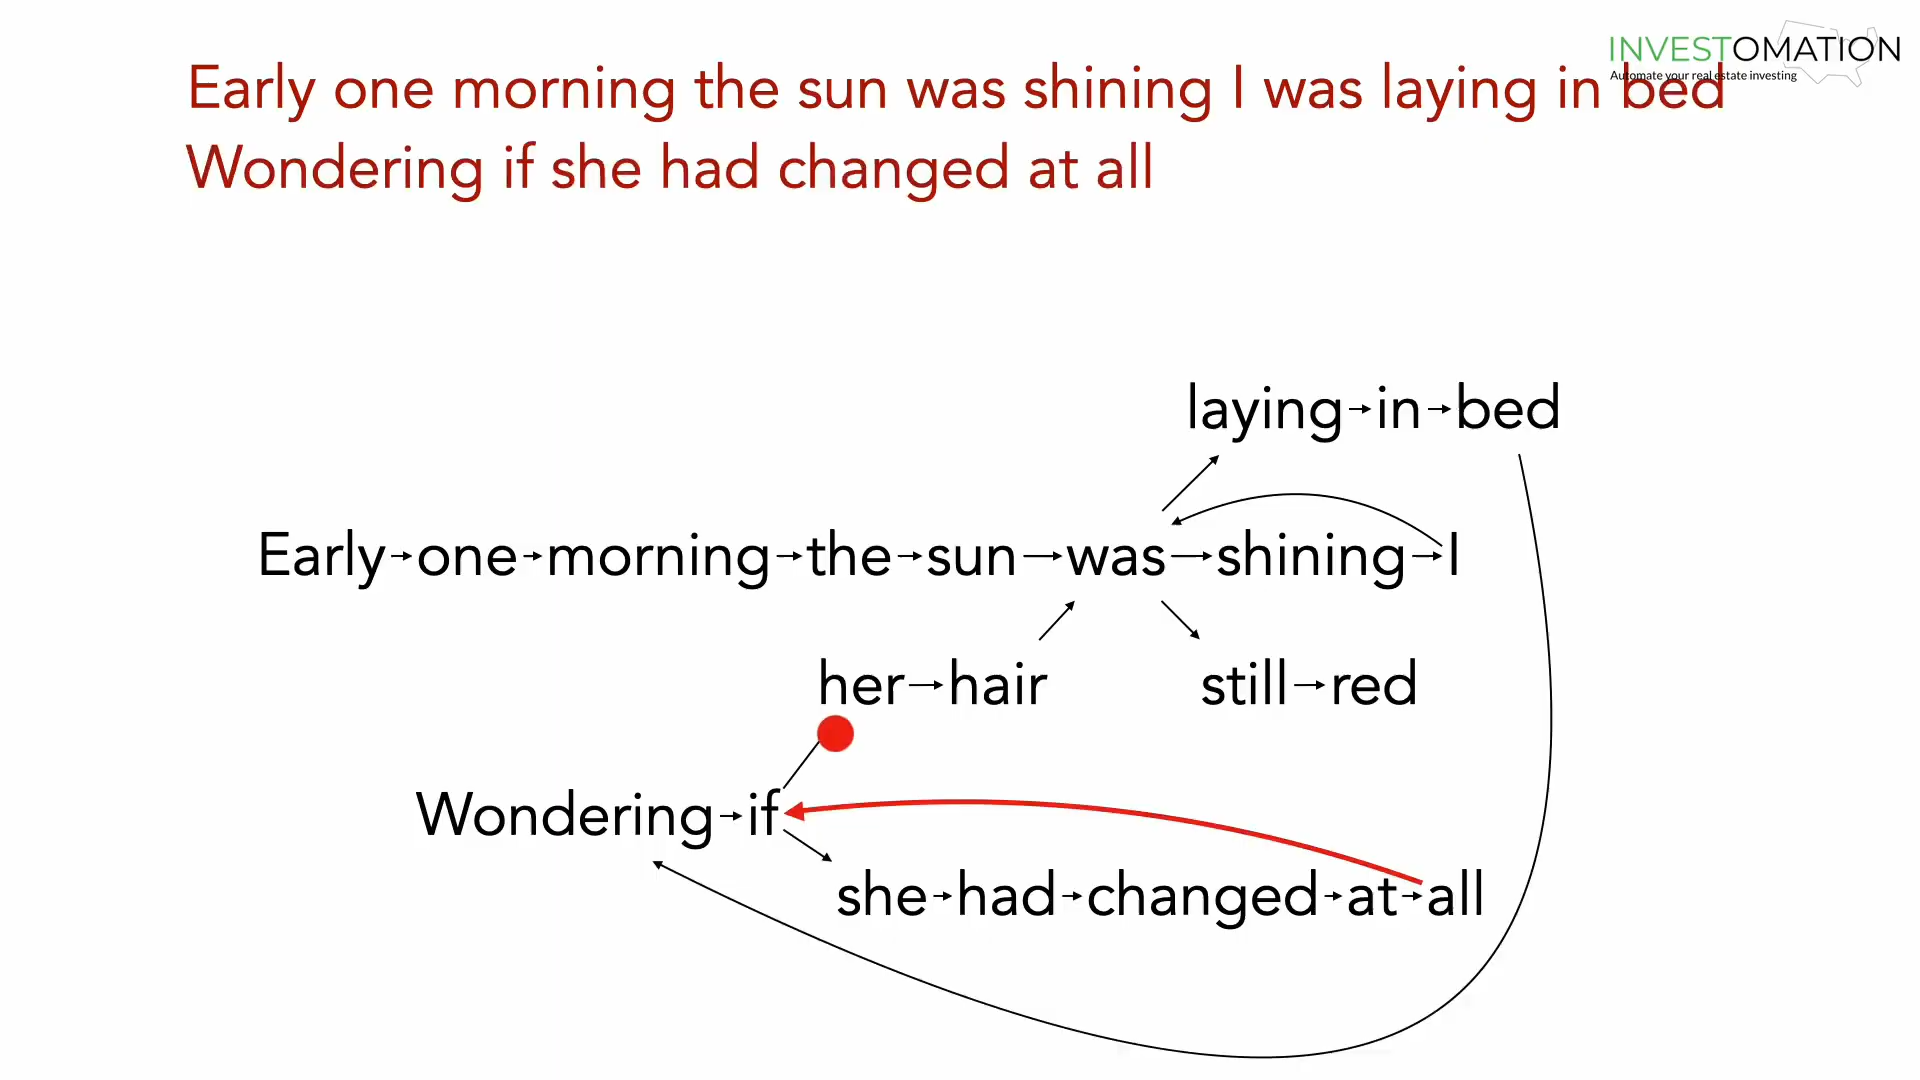 INVESTOMATION
Automate your real estate investing
Early one morning the sun was shining I was laying in bed
Wondering if she had changed at all
laying in bed
Early one morning the sun was shining I
her hair still red
Wondering if
she had changed at all